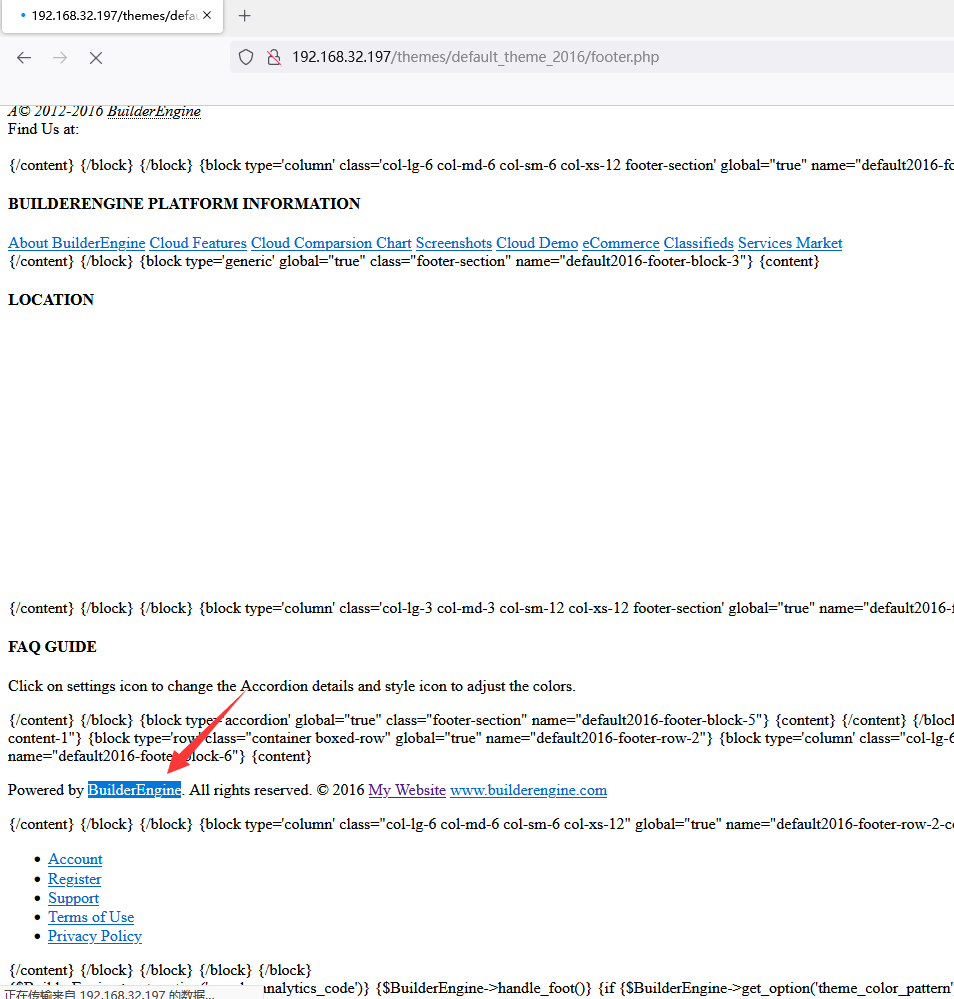 192.168.32.197/themes/defau
192.168.32.197/themes/default_theme_2016/footer.php
A© 2012-2016 BuilderEngine
Find Us at:
{/content} {/block} {/block} {block type='column' class='col-lg-6 col-md-6 col-sm-6 col-xs-12 footer-section' global="true" name="default2016-fo
BUILDERENGINE PLATFORM INFORMATION
About BuilderEngine Cloud Features Cloud Comparsion Chart Screenshots Cloud Demo eCommerce Classifieds Services Market
{/content} {/block} {block type='generic' global="true" class="footer-section" name="default2016-footer-block-3"} {content}
LOCATION
{/content} {/block} {/block} {block type='column' class='col-lg-3 col-md-3 col-sm-12 col-xs-12 footer-section' global="true" name="default2016-f
FAQ GUIDE
Click on settings icon to change the Accordion details and style icon to adjust the colors.
{/content} {/block} {block type='accordion' global="true" class="footer-section" name="default2016-footer-block-5"} {content} {/content} {/bloc
content-1"} {block type='row' class="container boxed-row" global="true" name="default2016-footer-row-2"} {block type='column' class="col-lg-6
name="default2016-footer-block-6"} {content}
Powered by BuilderEngine. All rights reserved. © 2016 My Website www.builderengine.com
{/content} {/block} {/block} {block type='column' class="col-lg-6 col-md-6 col-sm-6 col-xs-12" global="true" name="default2016-footer-row-2-co
Account
Register
Support
Terms of Use
Privacy Policy
{/content} {/block} {/block} {/block} {/block}
analytics_code')} {$BuilderEngine->handle_foot()} {if {$BuilderEngine->get_option('theme_color_pattern'
正在传输来自 192.168.32.197 的数据...